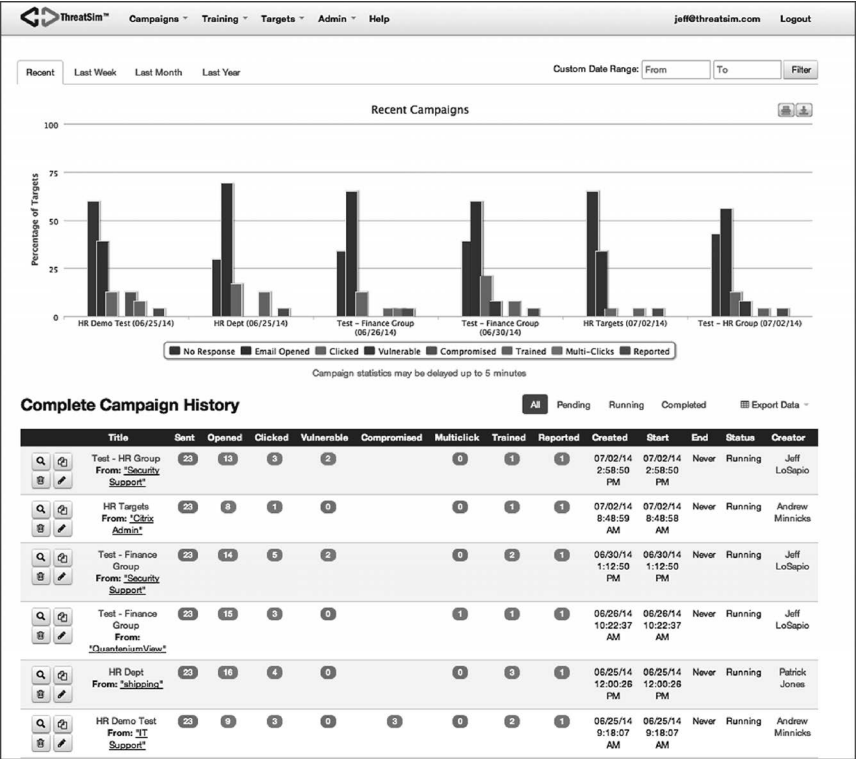 ThreatSim™ Campaigns Training Targets Admin Help jeff@threatsim.com Logout
Recent Last Week Last Month Last Year Custom Date Range: From To Filter
Recent Campaigns
100
75
50
25
0
Percentage of Targets
HR Demo Test (06/25/14) HR Dept (06/25/14) Test – Finance Group (06/26/14) Test – Finance Group (06/30/14) HR Targets (07/02/14) Test – HR Group (07/02/14)
No Response Email Opened Clicked Vulnerable Compromised Trained Multi-Clicks Reported
Campaign statistics may be delayed up to 5 minutes
Complete Campaign History All Pending Running Completed Export Data
Title Sent Opened Clicked Vulnerable Compromised Multiclick Trained Reported Created Start End Status Creator
Test - HR Group 23 13 3 2 0 1 1 07/02/14 07/02/14 Never Running Jeff
From: "Security 2:58:50 2:58:50 LoSapio
Support" PM PM
HR Targets 23 8 1 0 0 1 1 07/02/14 07/02/14 Never Running Andrew
From: "Citrix 8:48:59 8:48:58 Minnicks
Admin" AM AM
Test - Finance 23 14 5 2 0 2 1 06/30/14 06/30/14 Never Running Jeff
Group 1:12:50 1:12:50 LoSapio
From: "Security PM PM
Support"
Test - Finance 23 15 3 0 1 1 1 06/26/14 06/26/14 Never Running Jeff
Group 10:22:37 10:22:37 LoSapio
From: AM AM
"QuanteniumView"
HR Dept 23 16 4 0 0 3 1 06/25/14 06/25/14 Never Running Patrick
From: "shipping" 12:00:26 12:00:26 Jones
PM PM
HR Demo Test 23 9 3 0 3 0 2 1 06/25/14 06/25/14 Never Running Andrew
From: "IT 9:18:07 9:18:07 Minnicks
Support" AM AM